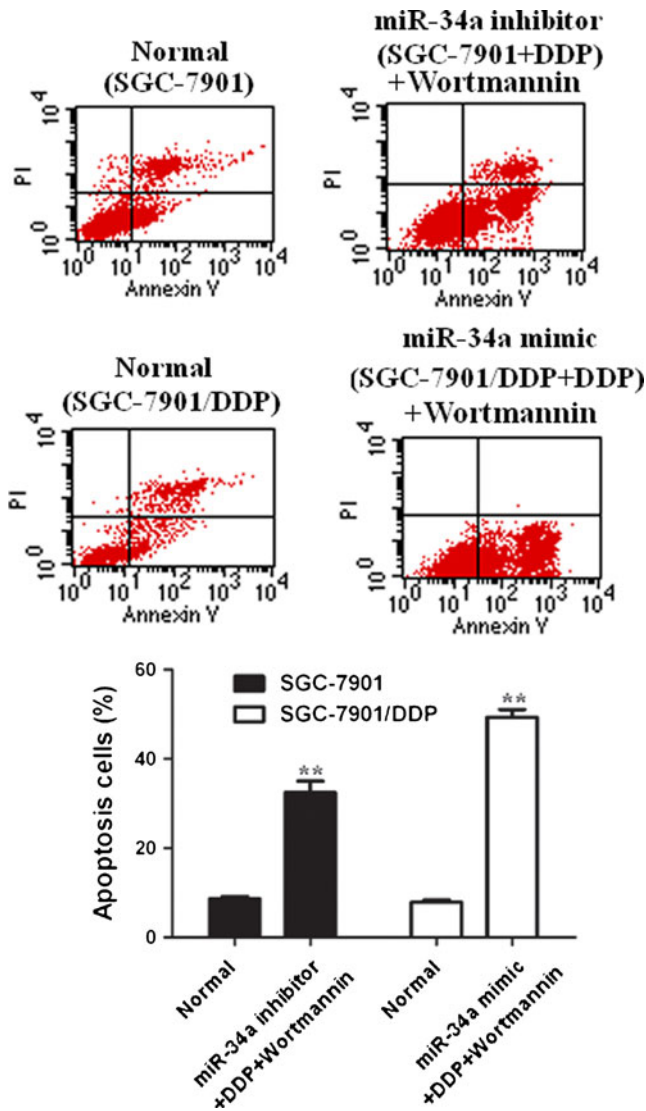 Normal
(SGC-7901)
10^4
PI
10^0
10^0 10^1 10^2 10^3 10^4
Annexin V
miR-34a inhibitor
(SGC-7901+DDP)
+Wortmannin
10^4
PI
10^0
10^0 10^1 10^2 10^3 10^4
Annexin V
Normal
(SGC-7901/DDP)
10^4
PI
10^0
10^0 10^1 10^2 10^3 10^4
Annexin V
miR-34a mimic
(SGC-7901/DDP+DDP)
+Wortmannin
10^4
PI
10^0
10^0 10^1 10^2 10^3 10^4
Annexin V
Apoptosis cells (%)
60
40
20
0
SGC-7901
SGC-7901/DDP
**
**
Normal
miR-34a inhibitor
+DDP+Wortmannin
Normal
miR-34a mimic
+DDP+Wortmannin